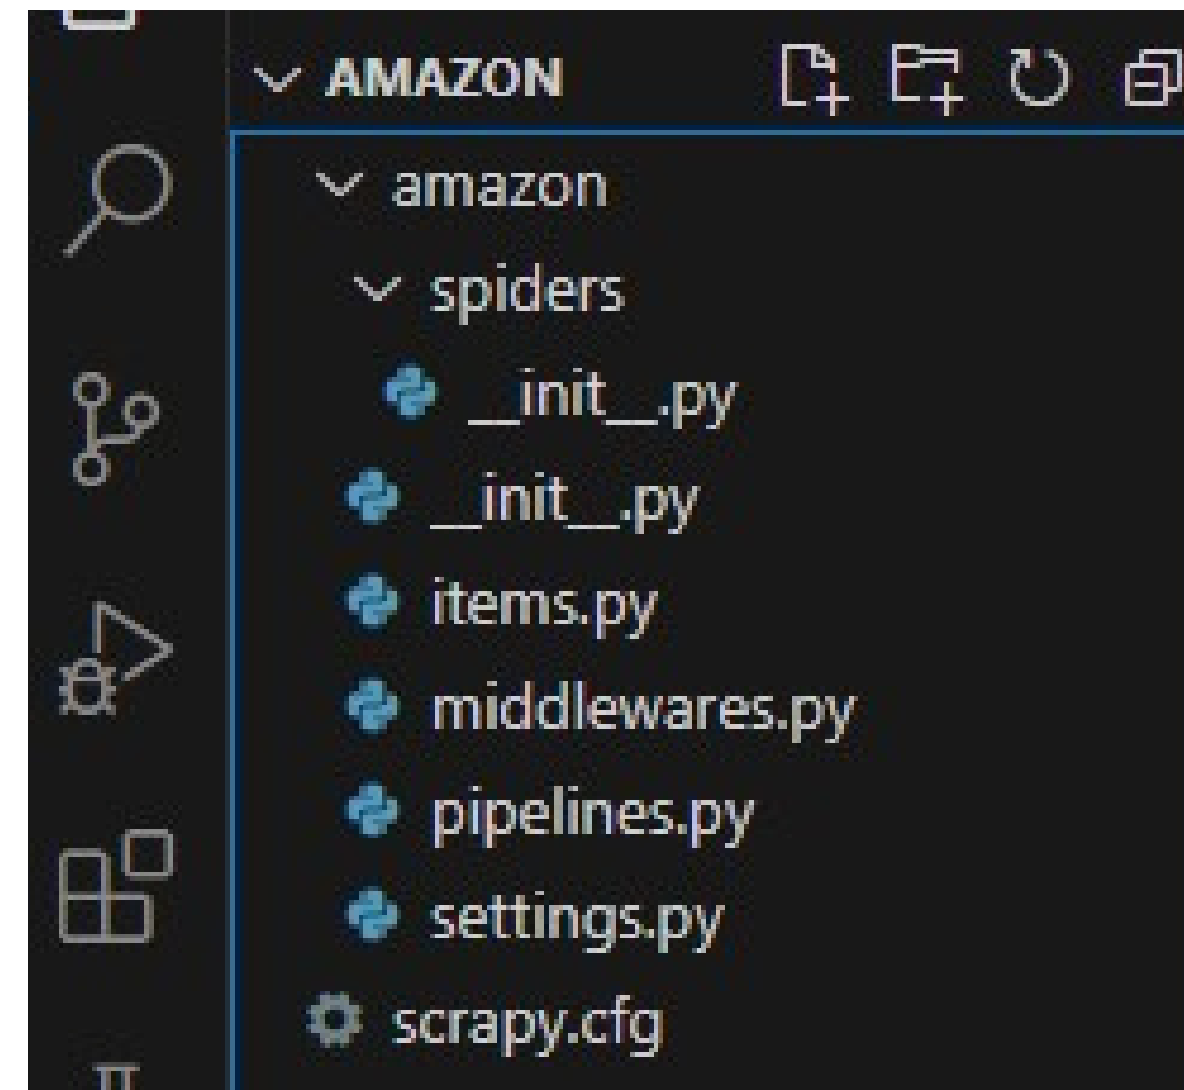 AMAZON
amazon
spiders
__init__.py
__init__.py
items.py
middlewares.py
pipelines.py
settings.py
scrapy.cfg